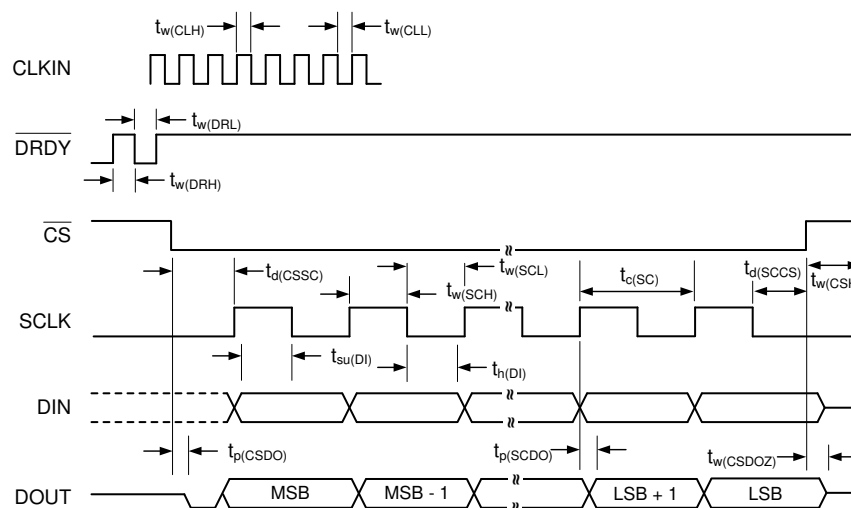 tw(CLH)
tw(CLL)
CLKIN
tw(DRL)
DRDY
tw(DRH)
CS
td(CSSC)
tw(SCL)
tw(SCH)
tc(SC)
td(SCCS)
tw(CSH
SCLK
tsu(DI)
th(DI)
DIN
tp(CSDO)
tp(SCDO)
tw(CSDOZ)
DOUT
MSB
MSB - 1
LSB + 1
LSB